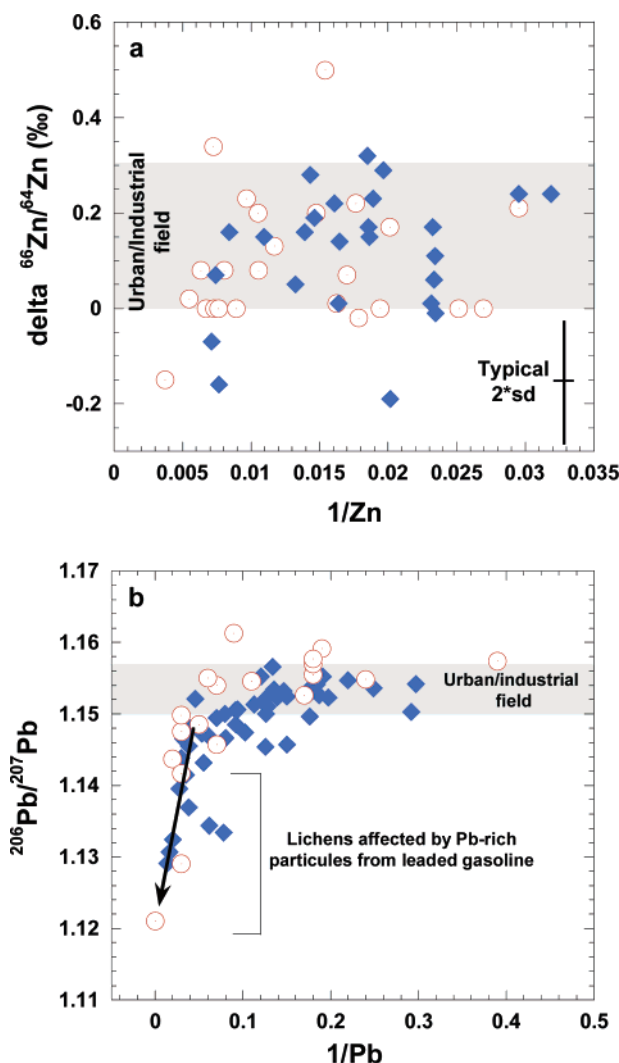 a
0.6
0.4
0.2
0
-0.2
delta ⁶⁶Zn/⁶⁴Zn (‰)
Urban/Industrial
field
Typical
2*sd
0 0.005 0.01 0.015 0.02 0.025 0.03 0.035
1/Zn
b
1.17
1.16
1.15
1.14
1.13
1.12
1.11
²⁰⁶Pb/²⁰⁷Pb
Urban/industrial
field
Lichens affected by Pb-rich
particules from leaded gasoline
0 0.1 0.2 0.3 0.4 0.5
1/Pb